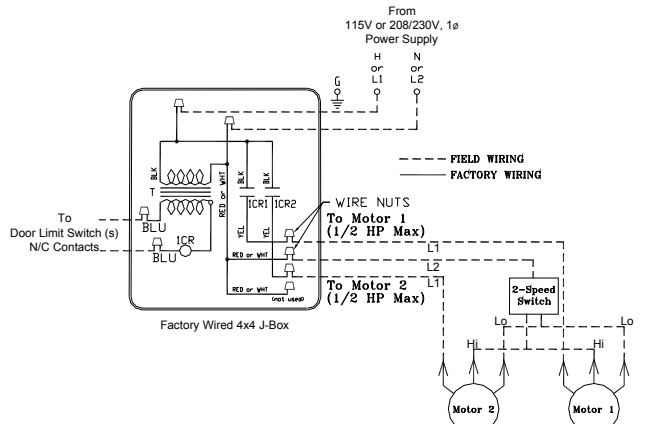 From
115V or 208/230V, 1ø
Power Supply
H
or
L1
N
or
L2
G
FIELD WIRING
FACTORY WIRING
BLK
T
RED or WHT
BLK
BLK
1CR1
1CR2
YEL
YEL
WIRE NUTS
To Motor 1
(1/2 HP Max)
L1
To
Door Limit Switch (s)
N/C Contacts
BLU
1CR
BLU
RED or WHT
L2
L1
To Motor 2
(1/2 HP Max)
RED or WHT
(not used)
2-Speed
Switch
Factory Wired 4x4 J-Box
Lo
Lo
Hi
Hi
Motor 2
Motor 1